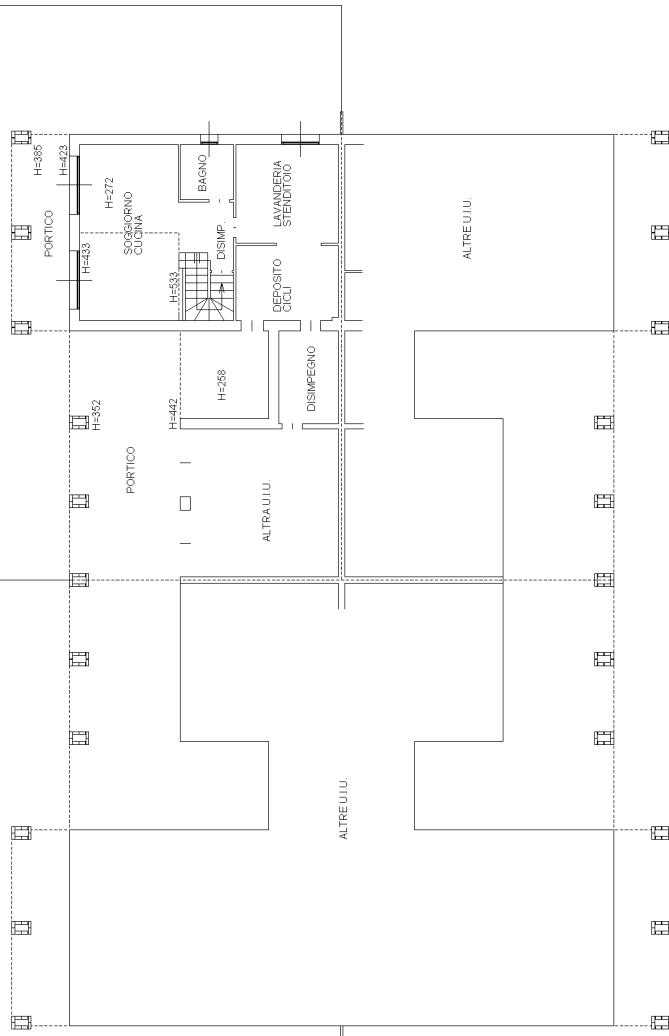 H=385
H=423
PORTICO
H=433
H=272
SOGGIORNO
CUCINA
H=533
BAGNO
DISIMP.
LAVANDERIA
STENDITOIO
DEPOSITO
CICLI
ALTRE U.I.U.
H=352
H=442
H=258
DISIMPEGNO
PORTICO
ALTRA U.I.U.
ALTRE U.I.U.